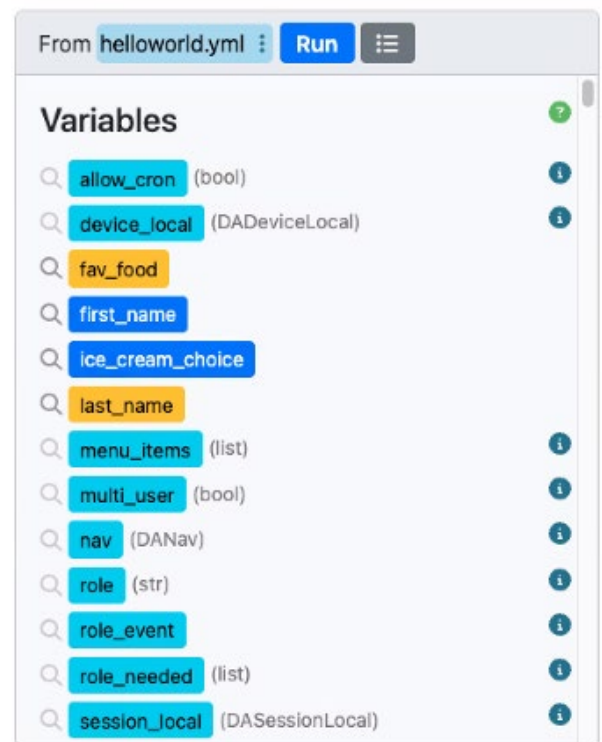 From helloworld.yml Run
Variables
allow_cron (bool)
device_local (DADeviceLocal)
fav_food
first_name
ice_cream_choice
last_name
menu_items (list)
multi_user (bool)
nav (DANav)
role (str)
role_event
role_needed (list)
session_local (DASessionLocal)